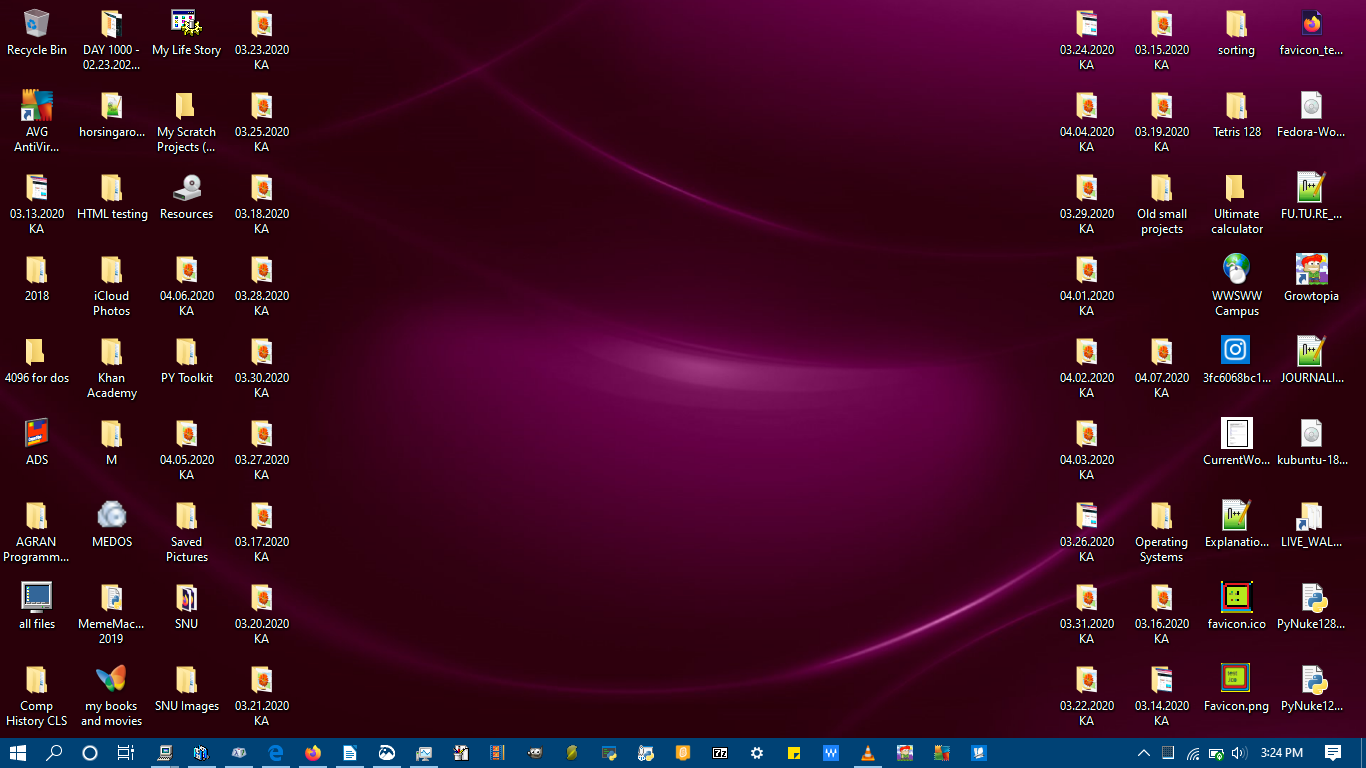 Recycle Bin
DAY 1000 -
02.23.202...
My Life Story
03.23.2020
KA
03.24.2020
KA
03.15.2020
KA
sorting
favicon_te...
AVG
AntiVir...
horsingaro...
My Scratch
Projects (...
03.25.2020
KA
04.04.2020
KA
03.19.2020
KA
Tetris 128
Fedora-Wo...
03.13.2020
KA
HTML testing
Resources
03.18.2020
KA
03.29.2020
KA
Old small
projects
Ultimate
calculator
FU.TU.RE_...
2018
iCloud
Photos
04.06.2020
KA
03.28.2020
KA
04.01.2020
KA
WWSWW
Campus
Growtopia
4096 for dos
Khan
Academy
PY Toolkit
03.30.2020
KA
04.02.2020
KA
04.07.2020
KA
3fc6068bc1...
JOURNALI...
ADS
M
04.05.2020
KA
03.27.2020
KA
04.03.2020
KA
CurrentWo...
kubuntu-18...
AGRAN
Programm...
MEDOS
Saved
Pictures
03.17.2020
KA
03.26.2020
KA
Operating
Systems
Explanatio...
LIVE_WAL...
all files
MemeMac...
2019
SNU
03.20.2020
KA
03.31.2020
KA
03.16.2020
KA
favicon.ico
PyNuke128...
Comp
History CLS
my books
and movies
SNU Images
03.21.2020
KA
03.22.2020
KA
03.14.2020
KA
Favicon.png
PyNuke12...
3:24 PM